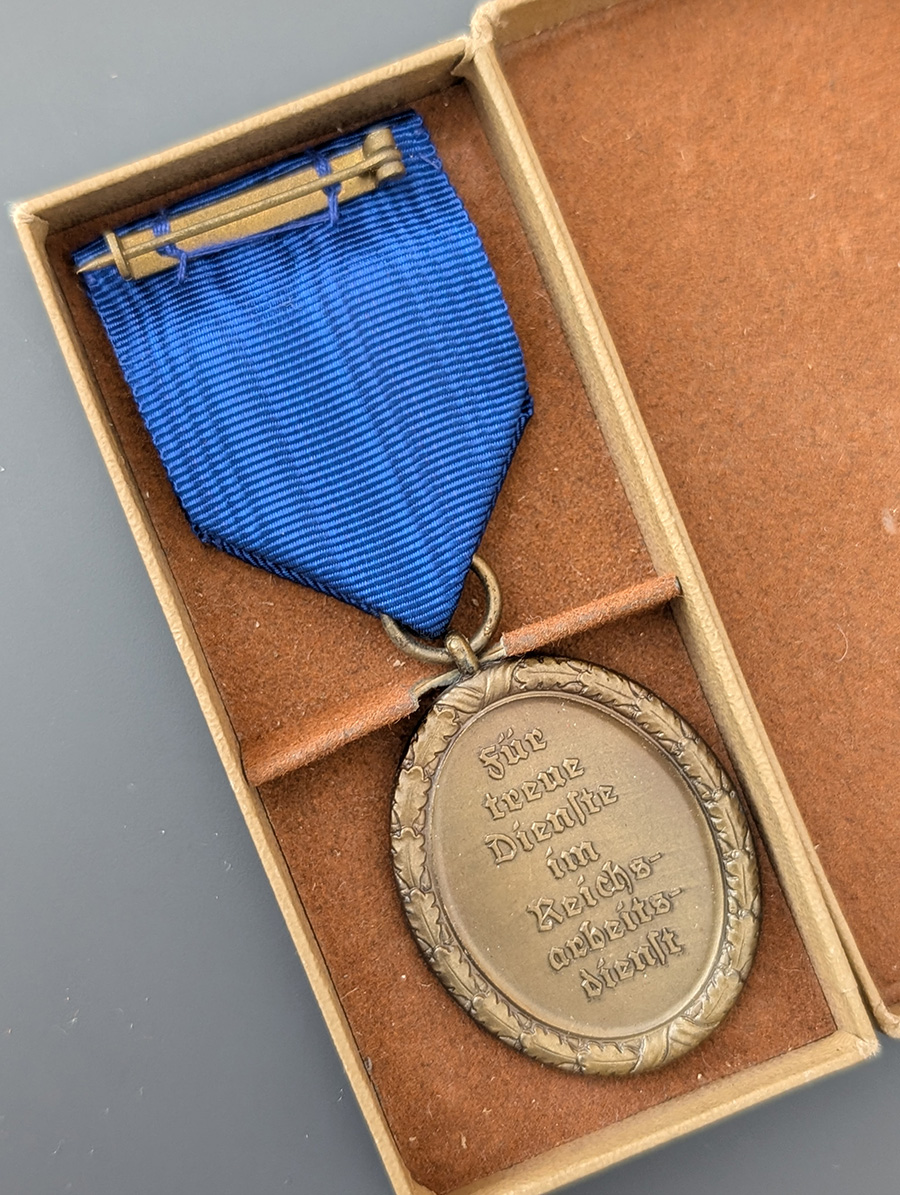 Für
treue
Dienste
im
Reichs-
arbeits-
dienst